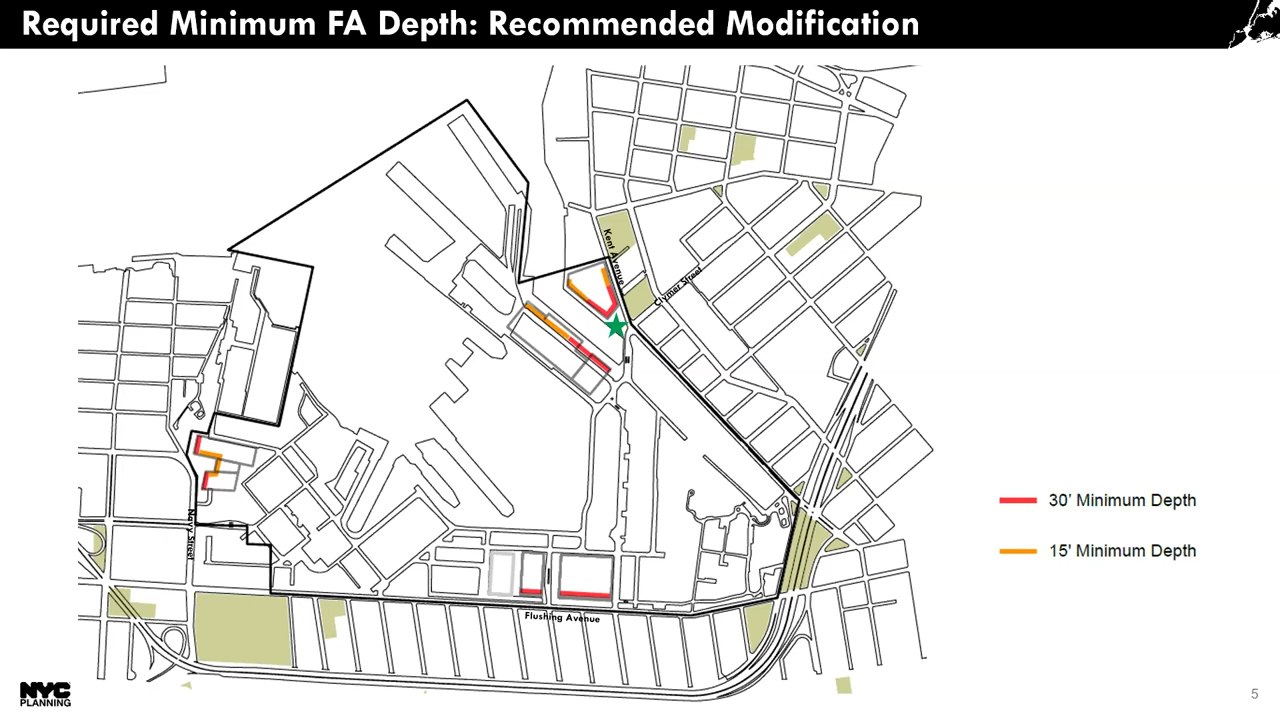 Required Minimum FA Depth: Recommended Modification
Kent Avenue
Clymer Street
30' Minimum Depth
Navy Street
15' Minimum Depth
Flushing Avenue
NYC
PLANNING
5